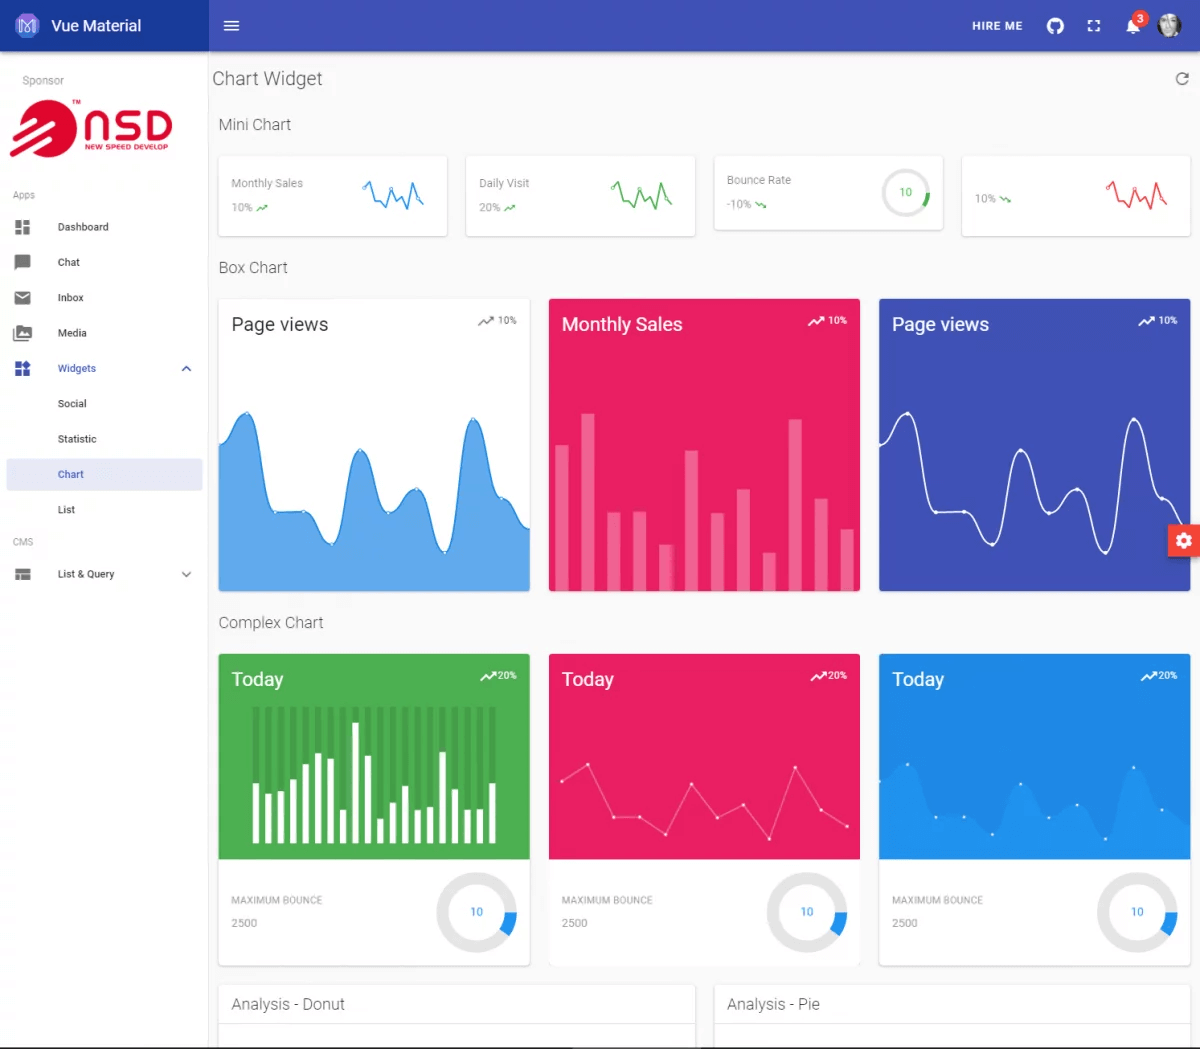 Vue Material
HIRE ME
3
Sponsor
nSD
TM
NEW SPEED DEVELOP
Apps
Dashboard
Chat
Inbox
Media
Widgets
Social
Statistic
Chart
List
CMS
List & Query
Chart Widget
Mini Chart
Monthly Sales
10%
Daily Visit
20%
Bounce Rate
-10%
10
10%
Box Chart
Page views
10%
Monthly Sales
10%
Page views
10%
Complex Chart
Today
20%
Today
20%
Today
20%
MAXIMUM BOUNCE
2500
10
MAXIMUM BOUNCE
2500
10
MAXIMUM BOUNCE
2500
10
Analysis - Donut
Analysis - Pie